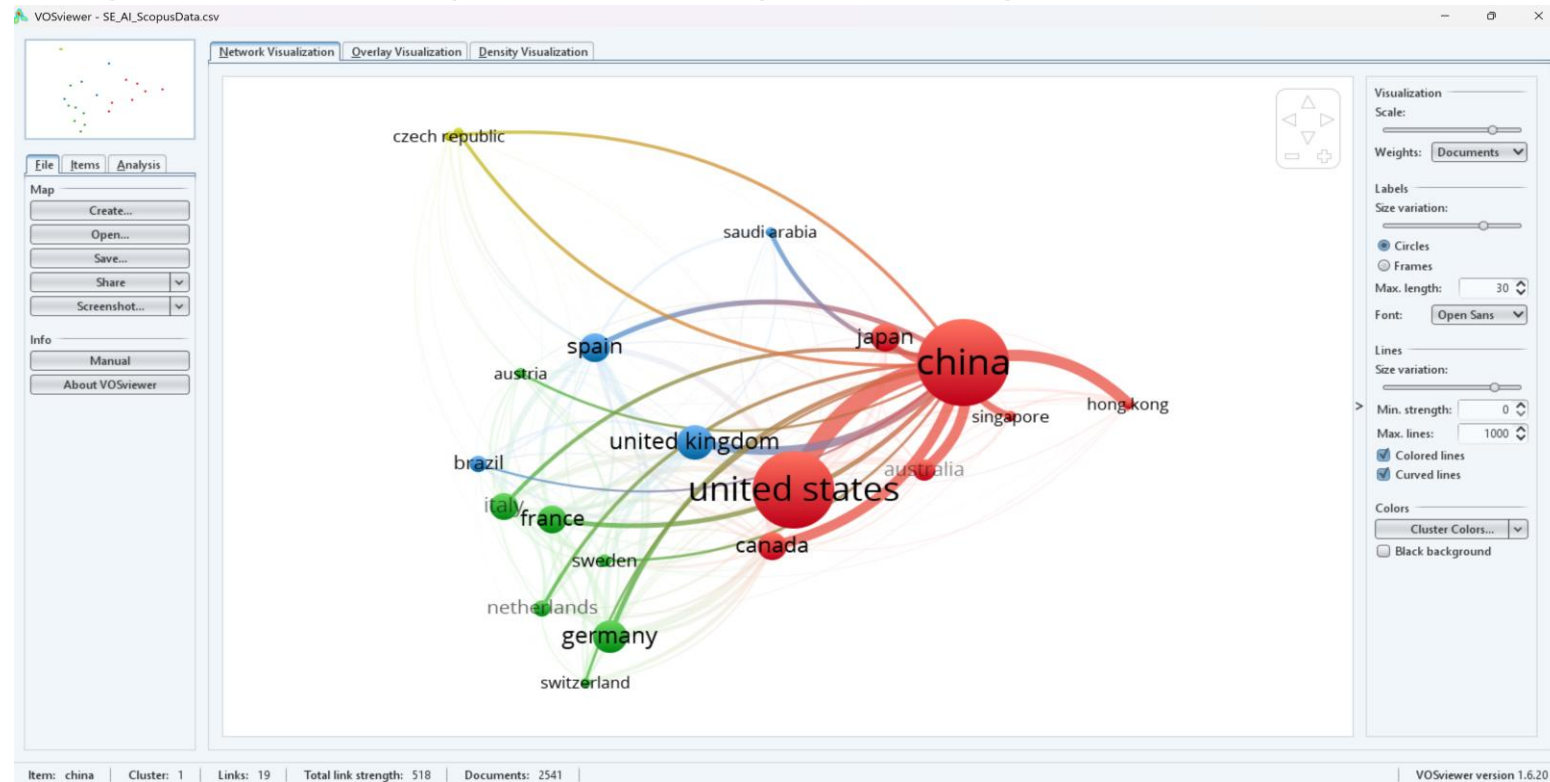 VOSviewer - SE_AI_ScopusData.csv
Network Visualization Overlay Visualization Density Visualization
File Items Analysis
Map
Create...
Open...
Save...
Share
Screenshot...
Info
Manual
About VOSviewer
czech republic
saudi arabia
japan
spain
china
austria
hong kong
singapore
united kingdom
brazil
australia
united states
italy
france
canada
sweden
netherlands
germany
switzerland
>
Visualization
Scale:
Weights: Documents
Labels
Size variation:
Circles
Frames
Max. length: 30
Font: Open Sans
Lines
Size variation:
Min. strength: 0
Max. lines: 1000
Colored lines
Curved lines
Colors
Cluster Colors...
Black background
Item: china Cluster: 1 Links: 19 Total link strength: 518 Documents: 2541 VOSviewer version 1.6.20